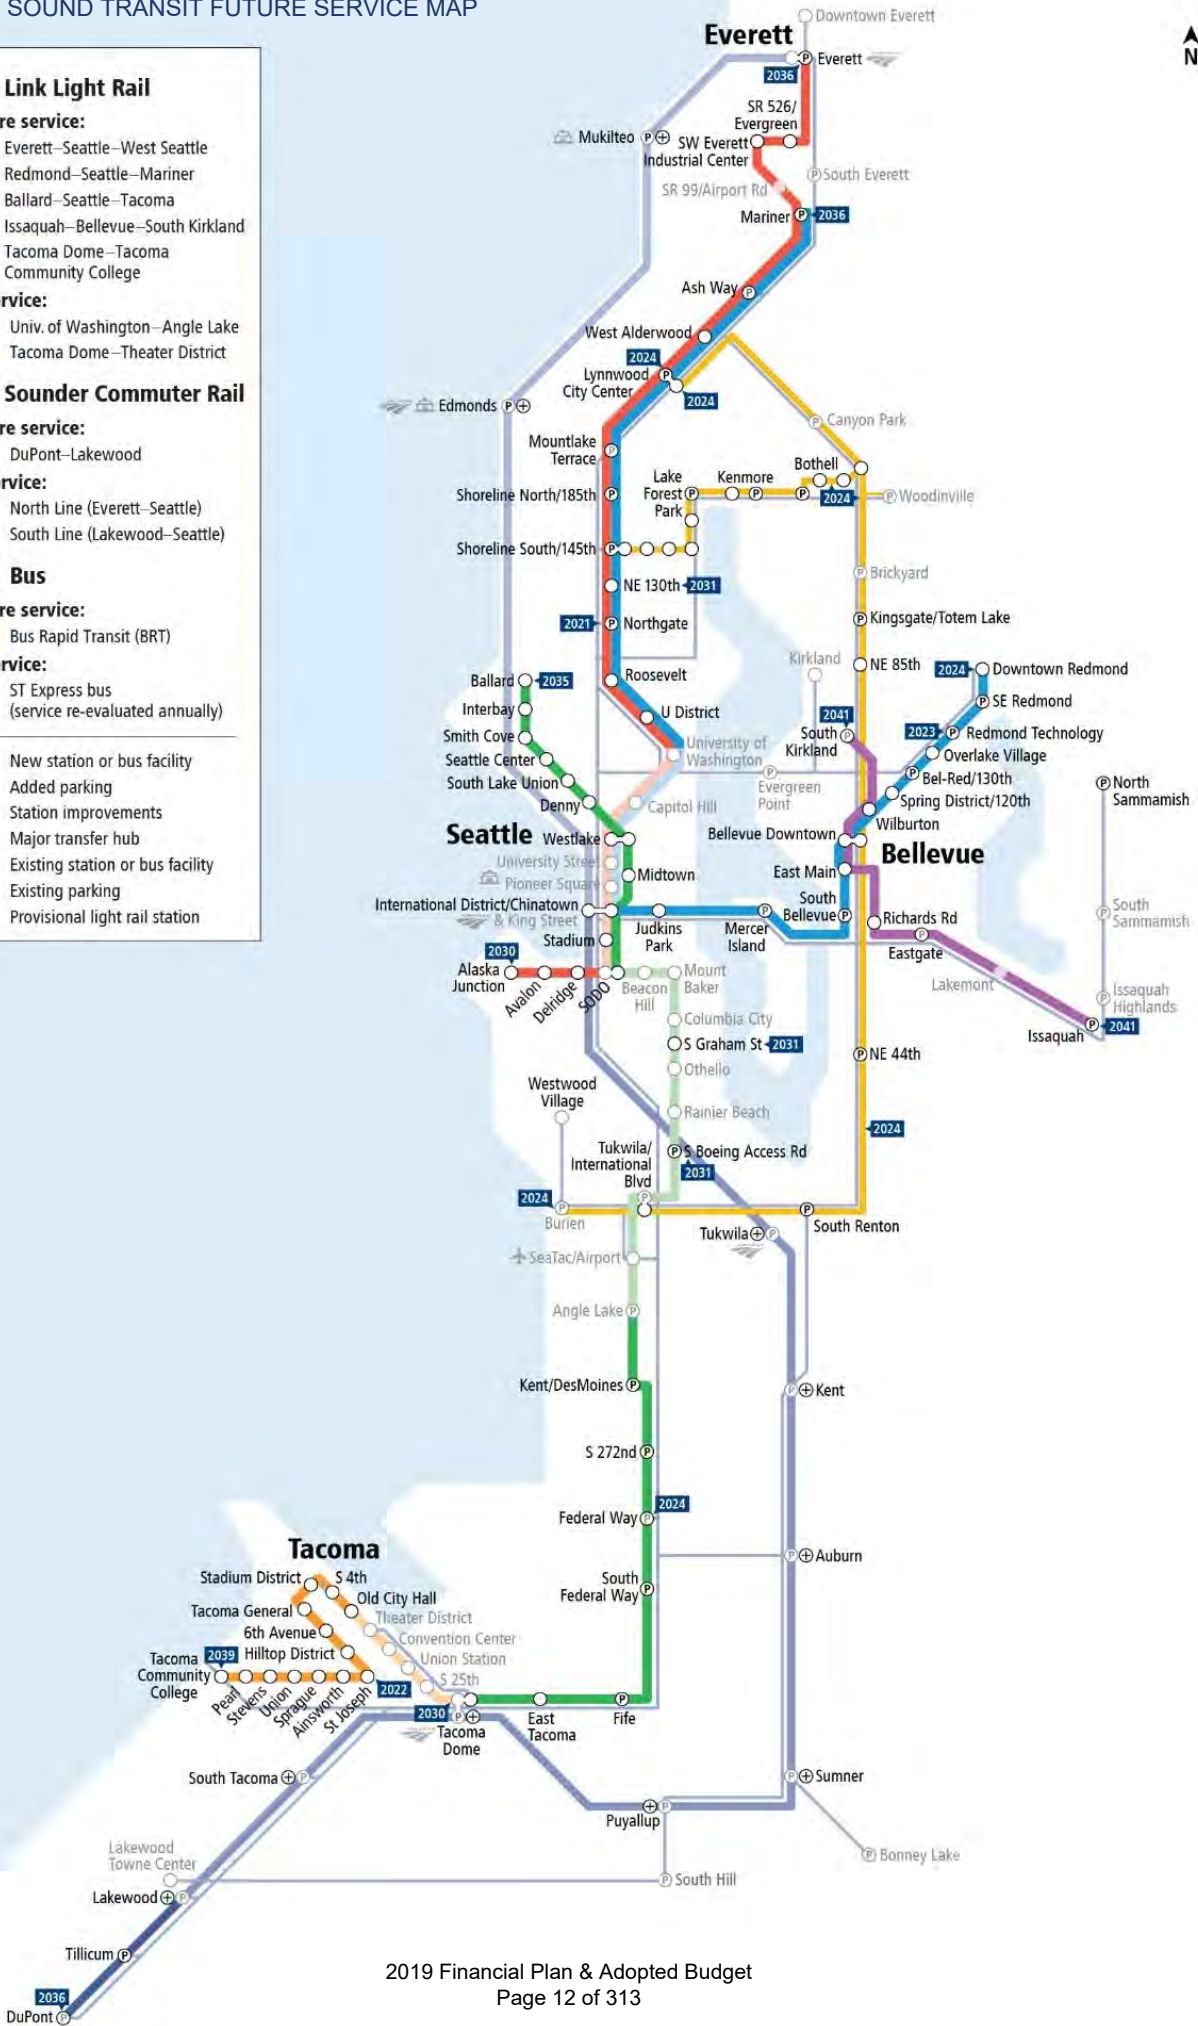 SOUND TRANSIT FUTURE SERVICE MAP
Link Light Rail
re service:
Everett–Seattle–West Seattle
Redmond–Seattle–Mariner
Ballard–Seattle–Tacoma
Issaquah–Bellevue–South Kirkland
Tacoma Dome–Tacoma
Community College
rvice:
Univ. of Washington–Angle Lake
Tacoma Dome–Theater District
Sounder Commuter Rail
re service:
DuPont–Lakewood
rvice:
North Line (Everett–Seattle)
South Line (Lakewood–Seattle)
Bus
re service:
Bus Rapid Transit (BRT)
rvice:
ST Express bus
(service re-evaluated annually)
New station or bus facility
Added parking
Station improvements
Major transfer hub
Existing station or bus facility
Existing parking
Provisional light rail station
N
Downtown Everett
Everett
Everett
2036
SR 526/
Evergreen
Mukilteo
SW Everett
Industrial Center
South Everett
SR 99/Airport Rd
Mariner
2036
Ash Way
West Alderwood
2024
Lynnwood
City Center
2024
Edmonds
Canyon Park
Mountlake
Terrace
Bothell
Lake
Forest
Park
Kenmore
Shoreline North/185th
2024
Woodinville
Shoreline South/145th
NE 130th
2031
Brickyard
2021
Northgate
Kingsgate/Totem Lake
Kirkland
NE 85th
2024
Downtown Redmond
Roosevelt
Ballard
2035
SE Redmond
Interbay
U District
2041
South
Kirkland
2023
Redmond Technology
Smith Cove
University of
Washington
Overlake Village
Seattle Center
Bel-Red/130th
South Lake Union
Evergreen
Point
North
Sammamish
Spring District/120th
Denny
Capitol Hill
Wilburton
Seattle
Westlake
Bellevue Downtown
Bellevue
University Street
Midtown
East Main
Pioneer Square
International District/Chinatown
& King Street
South
Bellevue
Judkins
Park
Mercer
Island
Richards Rd
South
Sammamish
Stadium
Eastgate
2030
Alaska
Junction
Avalon
Delridge
SODO
Beacon
Hill
Mount
Baker
Lakemont
Issaquah
Highlands
Columbia City
Issaquah
2041
S Graham St
2031
NE 44th
Othello
Westwood
Village
Rainier Beach
2024
Tukwila/
International
Blvd
S Boeing Access Rd
2031
2024
Burien
South Renton
Tukwila
SeaTac/Airport
Angle Lake
Kent/DesMoines
Kent
S 272nd
2024
Federal Way
Auburn
Tacoma
South
Federal Way
Stadium District
S 4th
Old City Hall
Tacoma General
Theater District
6th Avenue
Convention Center
Tacoma
Community
College
2039
Hilltop District
Union Station
S 25th
2022
Pearl
Stevens
Union
Sprague
Ainsworth
St Joseph
2030
Tacoma
Dome
East
Tacoma
Fife
South Tacoma
Sumner
Puyallup
Lakewood
Towne Center
Bonney Lake
South Hill
Lakewood
Tillicum
2036
DuPont
2019 Financial Plan & Adopted Budget
Page 12 of 313